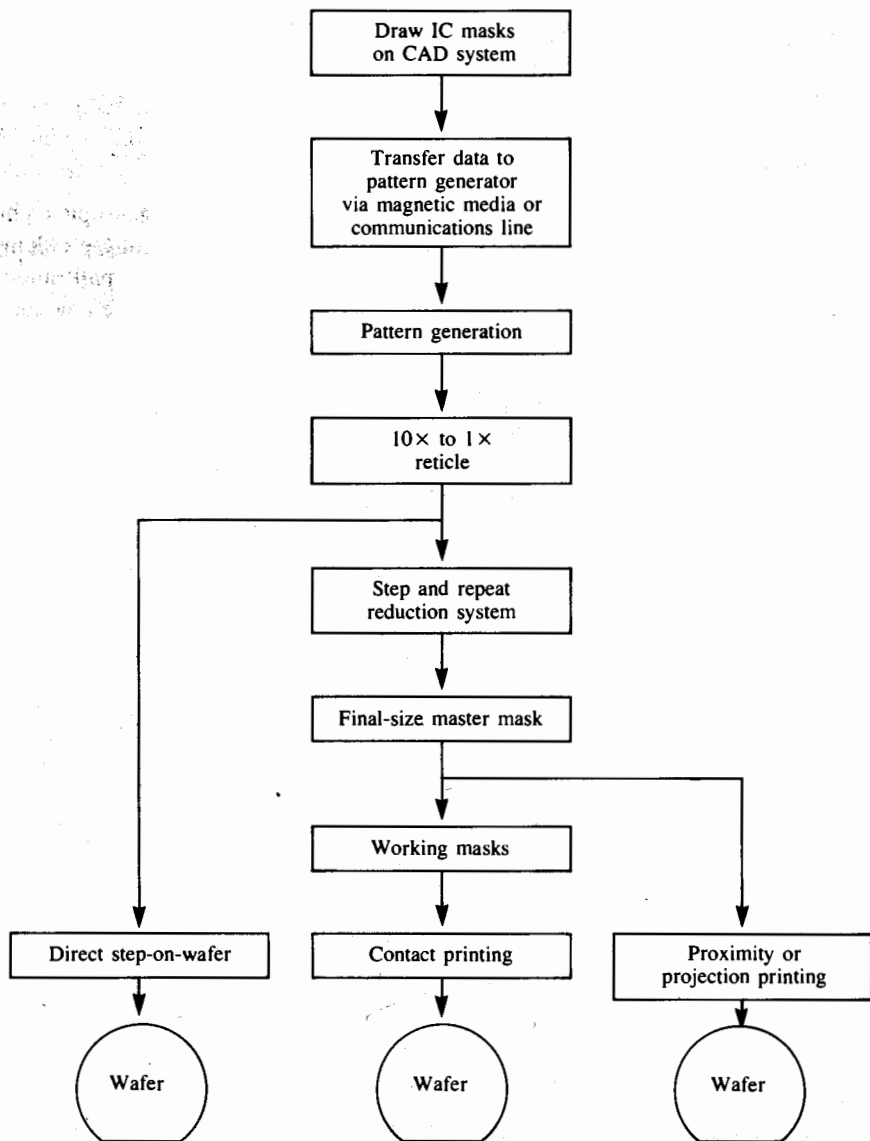 Draw IC masks
on CAD system
Transfer data to
pattern generator
via magnetic media or
communications line
Pattern generation
10× to 1×
reticle
Step and repeat
reduction system
Final-size master mask
Working masks
Direct step-on-wafer
Contact printing
Proximity or
projection printing
Wafer
Wafer
Wafer